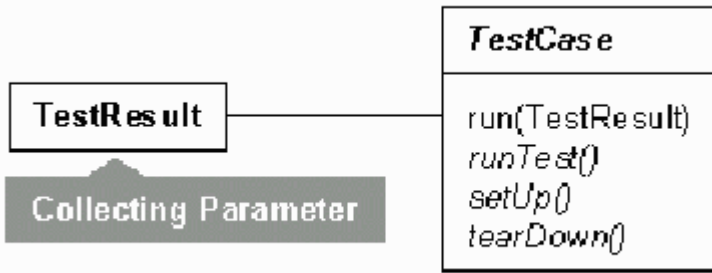 TestResult
Collecting Parameter
TestCase
run(TestResult)
runTest()
setUp()
tearDown()